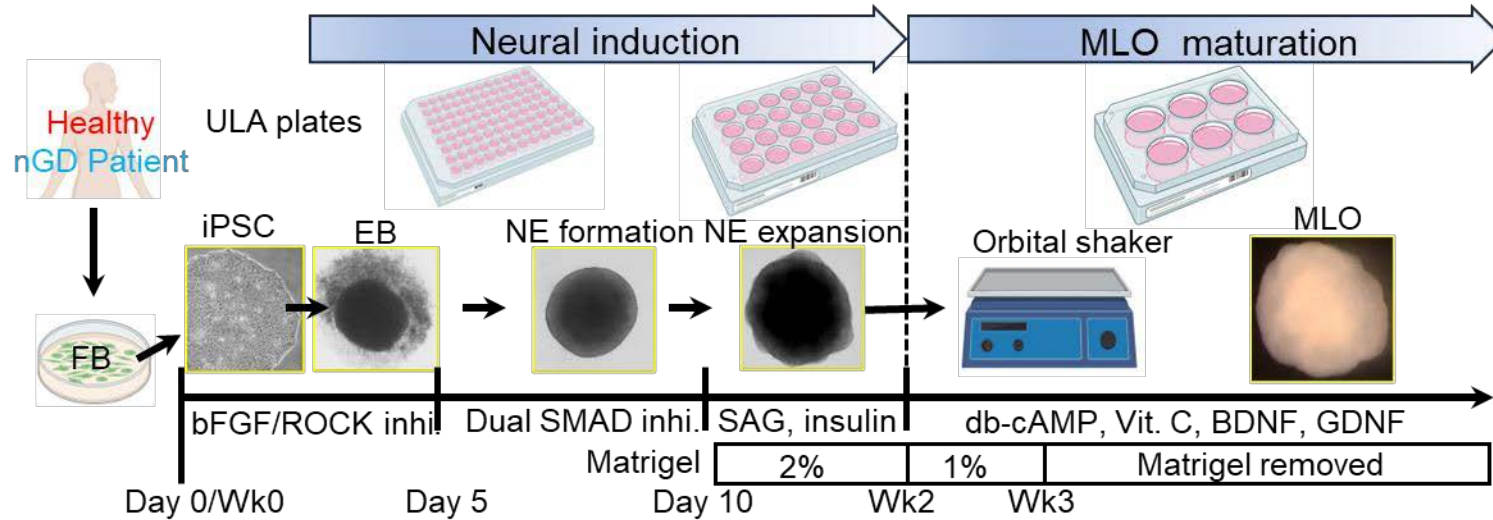 Neural induction
MLO maturation
Healthy
nGD Patient
ULA plates
iPSC
EB
NE formation
NE expansion
Orbital shaker
MLO
FB
bFGF/ROCK inhi.
Dual SMAD inhi.
SAG, insulin
db-cAMP, Vit. C, BDNF, GDNF
Matrigel
2%
1%
Matrigel removed
Day 0/Wk0
Day 5
Day 10
Wk2
Wk3